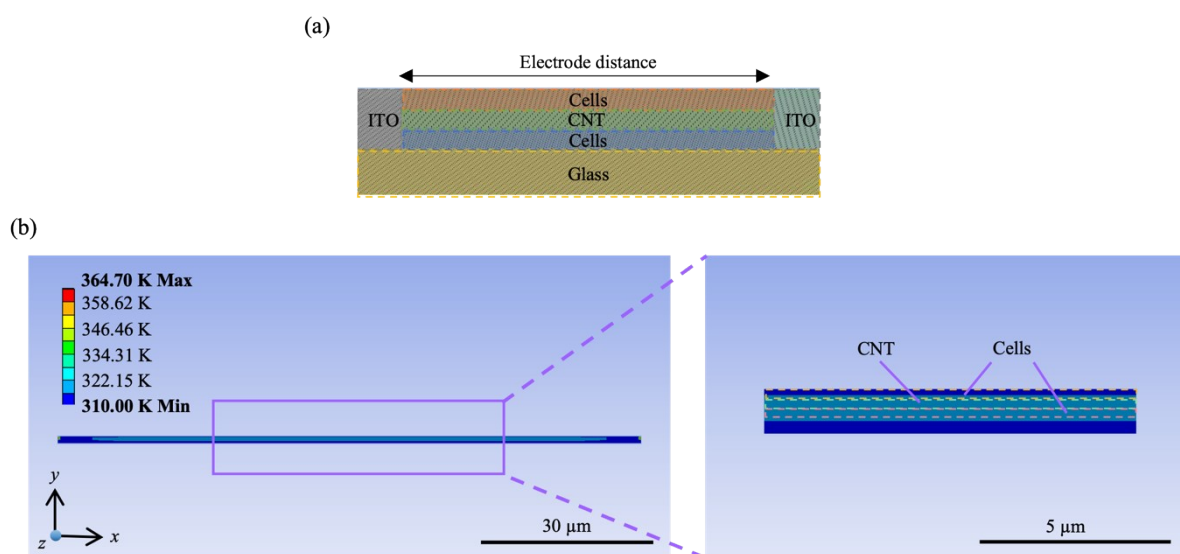 (a)
Electrode distance
Cells
ITO
CNT
ITO
Cells
Glass
(b)
364.70 K Max
358.62 K
346.46 K
334.31 K
322.15 K
310.00 K Min
CNT
Cells
y
z
x
30 µm
5 µm